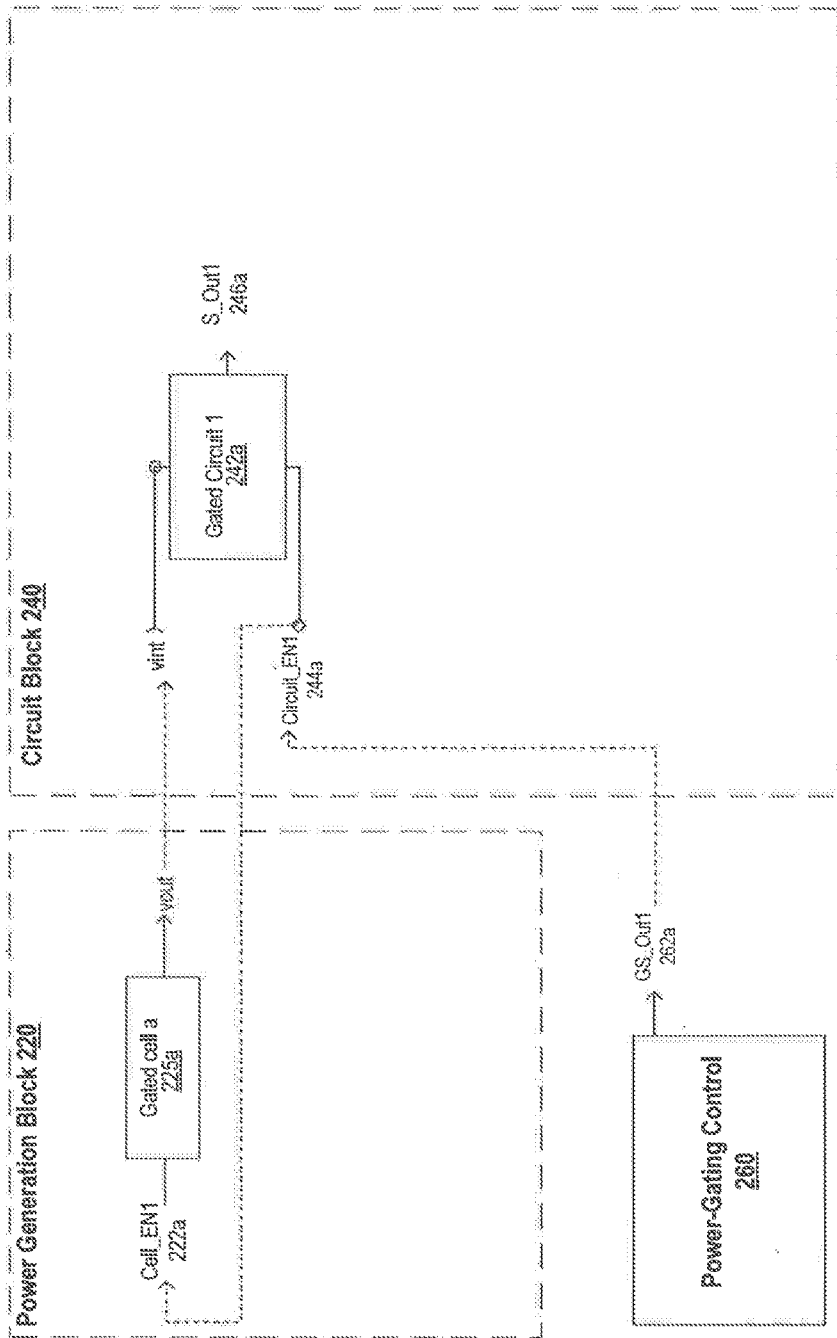 Power Generation Block 220
Cell_EN1
222a
Gated cell a
225a
vout
Circuit Block 240
vint
Gated Circuit 1
242a
S_Out1
246a
Circuit_EN1
244a
Power-Gating Control
260
GS_Out1
262a